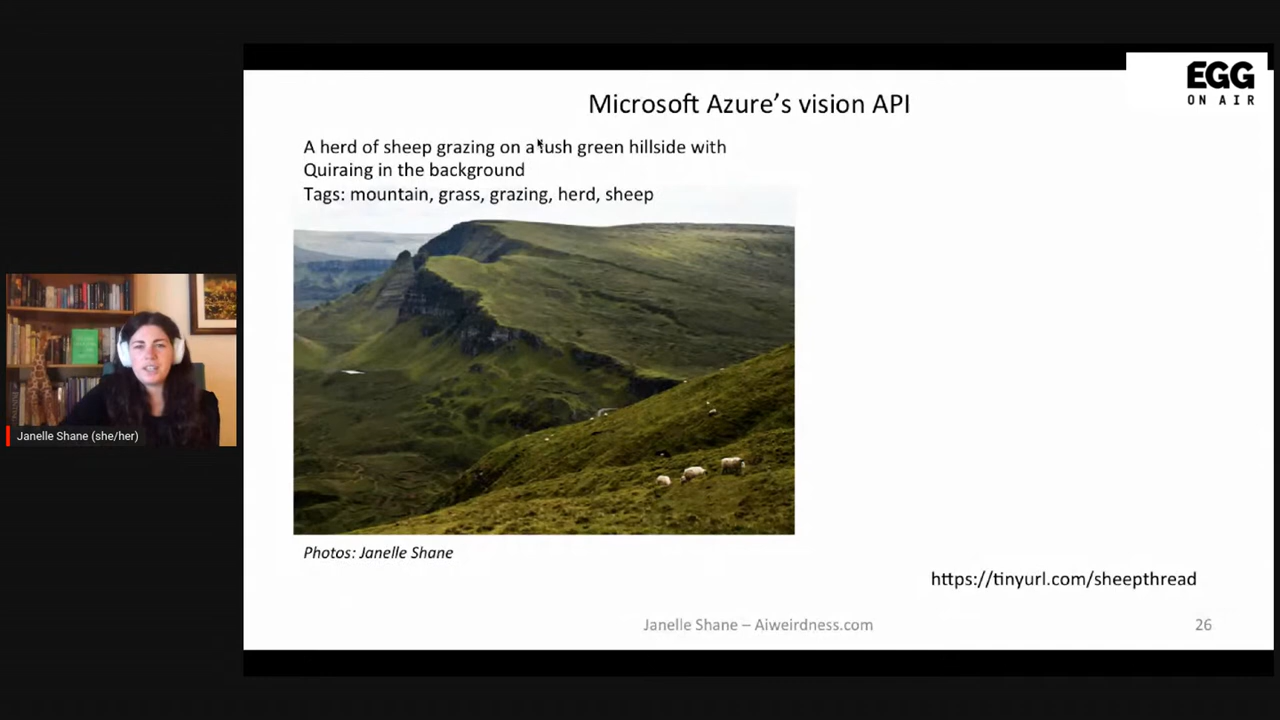 EGG
ON AIR
Microsoft Azure's vision API
A herd of sheep grazing on a lush green hillside with
Quiraing in the background
Tags: mountain, grass, grazing, herd, sheep
Janelle Shane (she/her)
Photos: Janelle Shane
https://tinyurl.com/sheepthread
Janelle Shane – Aiweirdness.com
26